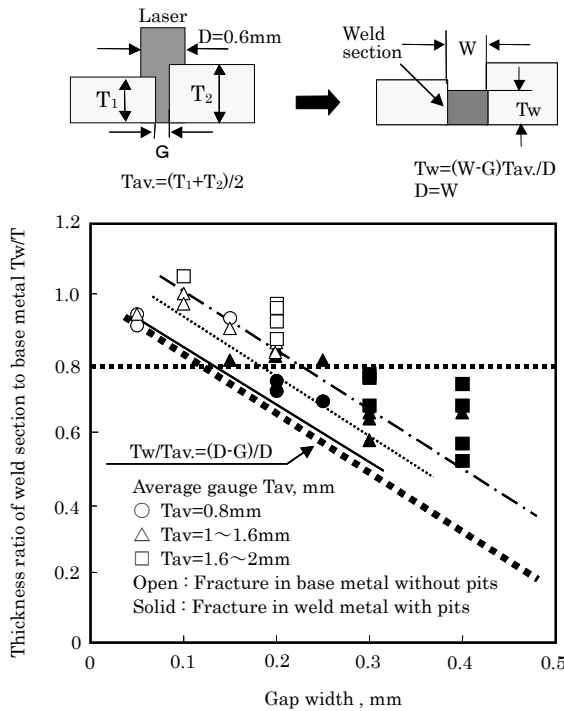 Laser
D=0.6mm
T1
T2
G
Tav.=(T1+T2)/2
Weld
section
W
Tw
Tw=(W-G)Tav./D
D=W
Thickness ratio of weld section to base metal Tw/T
1.2
1.0
0.8
0.6
0.4
0.2
0
Tw/Tav.=(D-G)/D
Average gauge Tav, mm
Tav=0.8mm
Tav=1～1.6mm
Tav=1.6～2mm
Open : Fracture in base metal without pits
Solid : Fracture in weld metal with pits
0 0.1 0.2 0.3 0.4 0.5
Gap width , mm